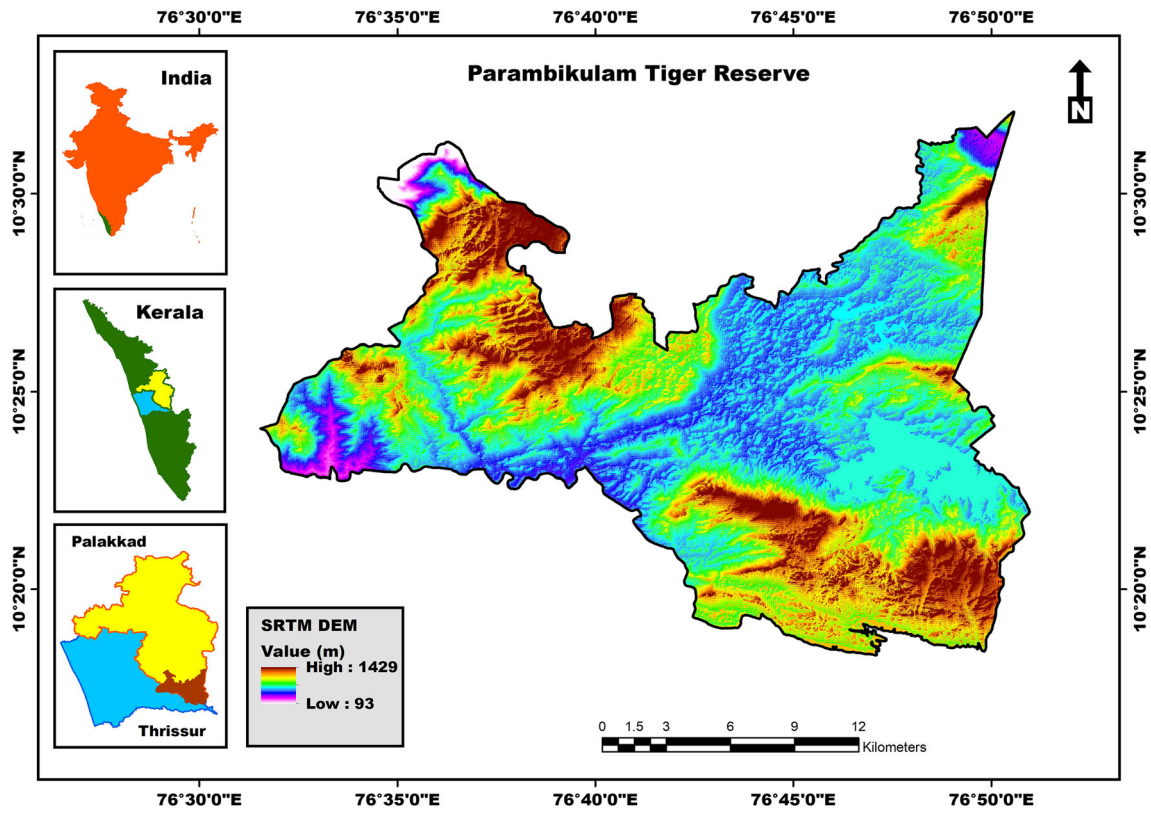 76°30'0"E 76°35'0"E 76°40'0"E 76°45'0"E 76°50'0"E
India
Parambikulam Tiger Reserve
N
10°30'0"N 10°30'0"N
Kerala
10°25'0"N 10°25'0"N
Palakkad
Thrissur
10°20'0"N 10°20'0"N
SRTM DEM
Value (m)
High : 1429
Low : 93
0 1.5 3 6 9 12
Kilometers
76°30'0"E 76°35'0"E 76°40'0"E 76°45'0"E 76°50'0"E